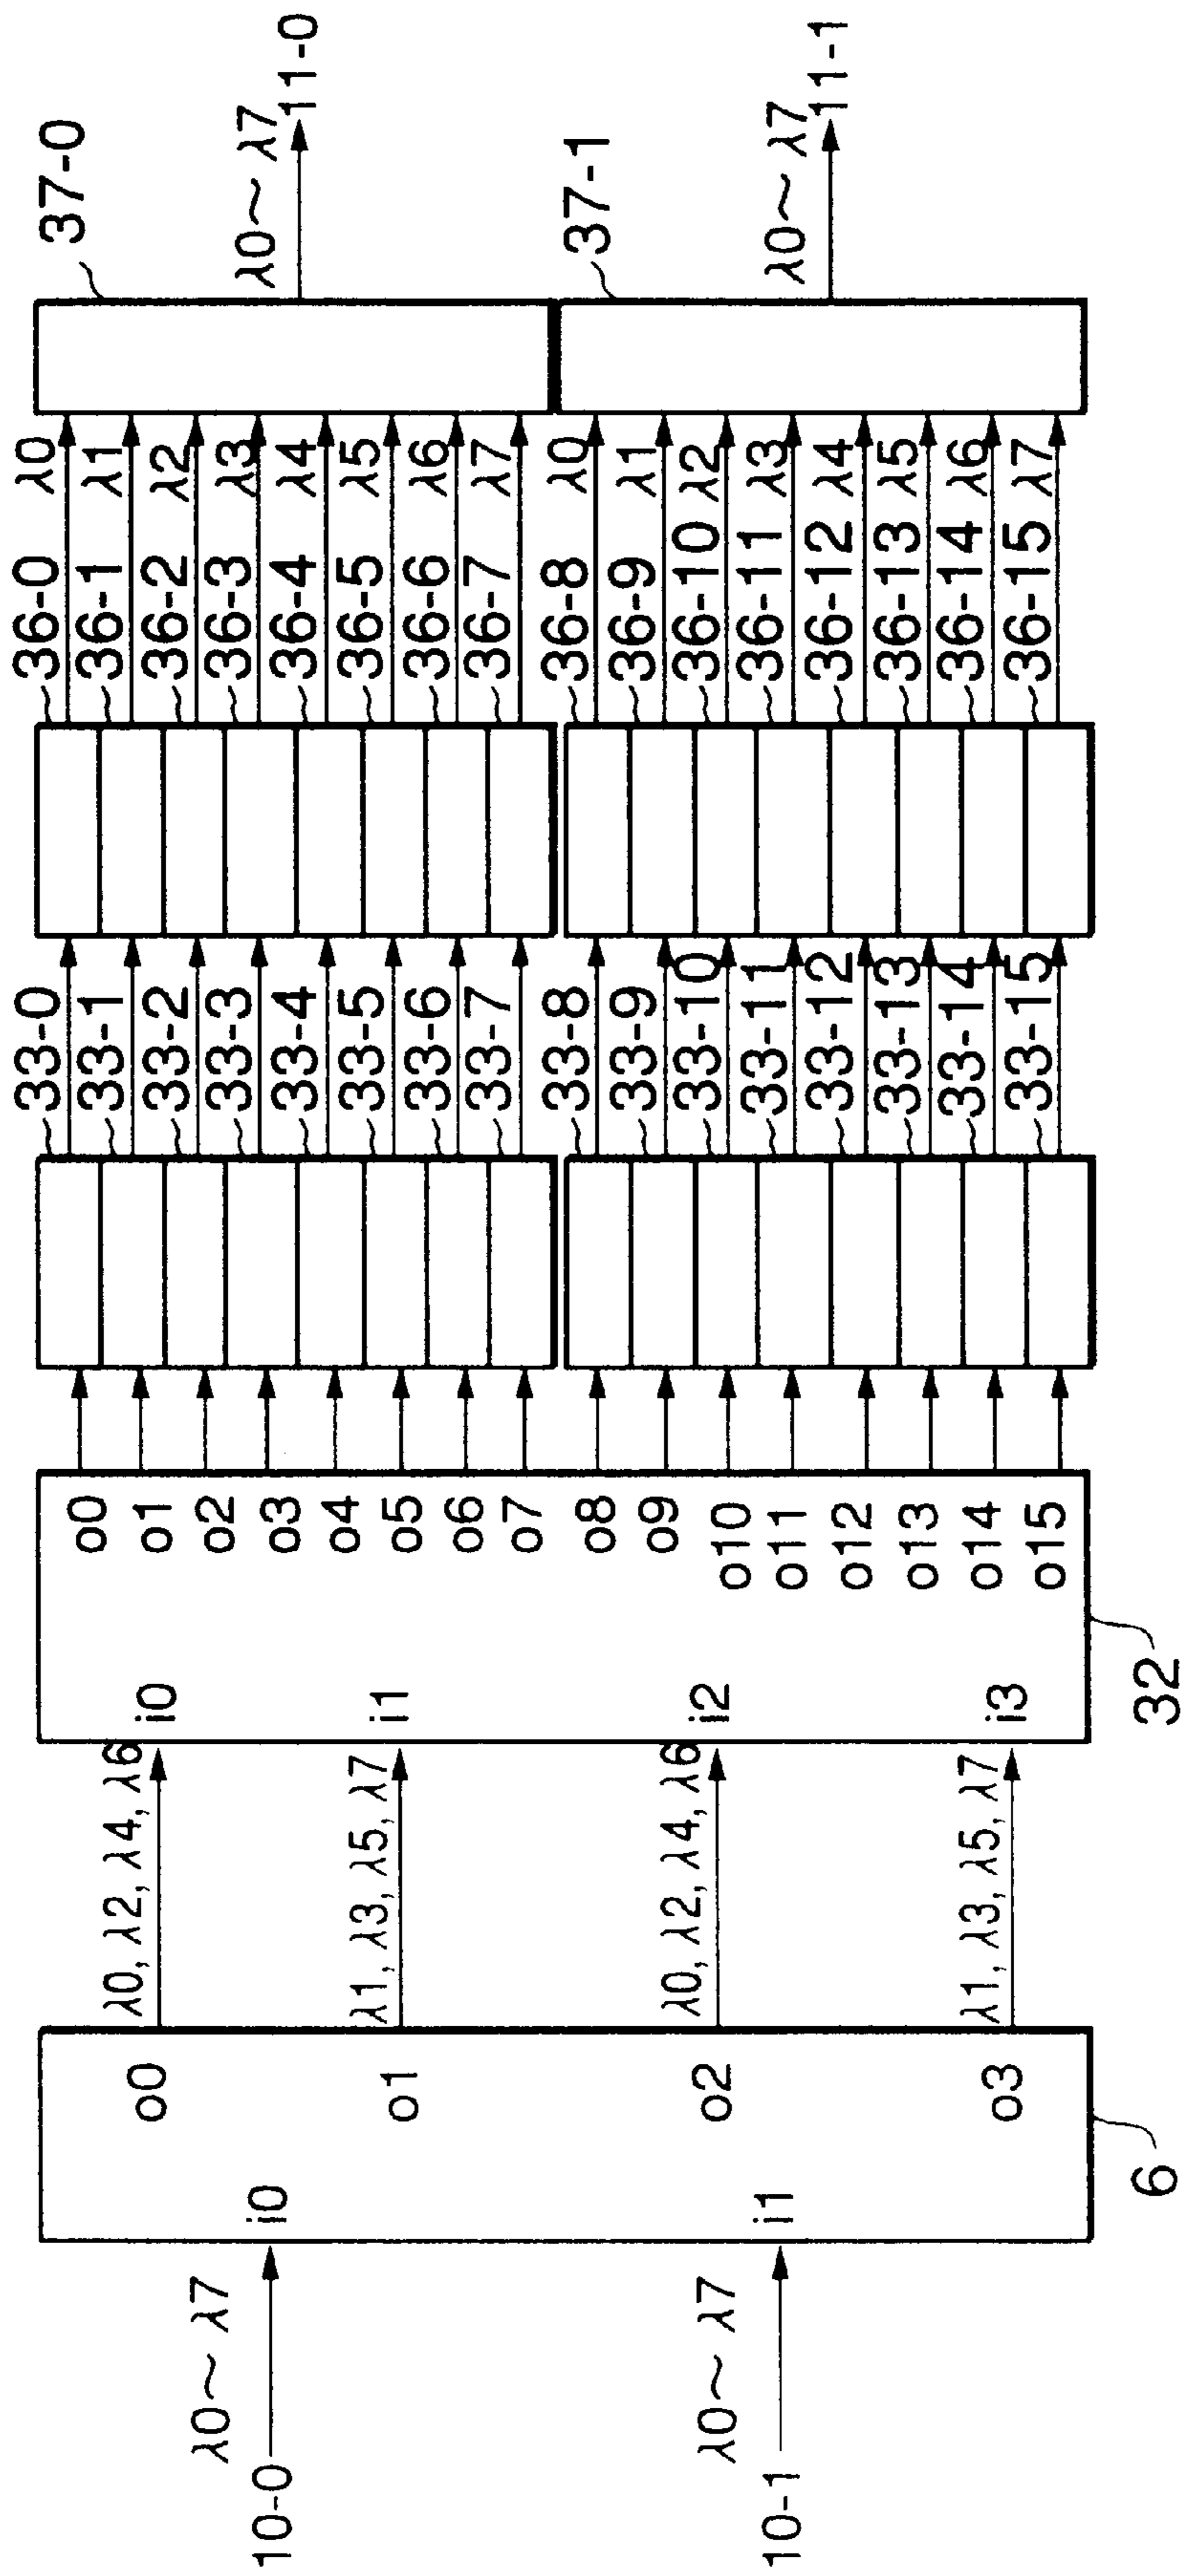 10-0
λ0~λ7
10-1
λ0~λ7
i0
i1
o0
o1
o2
o3
6
λ0, λ2, λ4, λ6
λ1, λ3, λ5, λ7
λ0, λ2, λ4, λ6
λ1, λ3, λ5, λ7
i0
i1
i2
i3
o0
o1
o2
o3
o4
o5
o6
o7
o8
o9
o10
o11
o12
o13
o14
o15
32
33-0
33-1
33-2
33-3
33-4
33-5
33-6
33-7
33-8
33-9
33-10
33-11
33-12
33-13
33-14
33-15
36-0 λ0
36-1 λ1
36-2 λ2
36-3 λ3
36-4 λ4
36-5 λ5
36-6 λ6
36-7 λ7
36-8 λ0
36-9 λ1
36-10 λ2
36-11 λ3
36-12 λ4
36-13 λ5
36-14 λ6
36-15 λ7
37-0
λ0~λ7
11-0
37-1
λ0~λ7
11-1